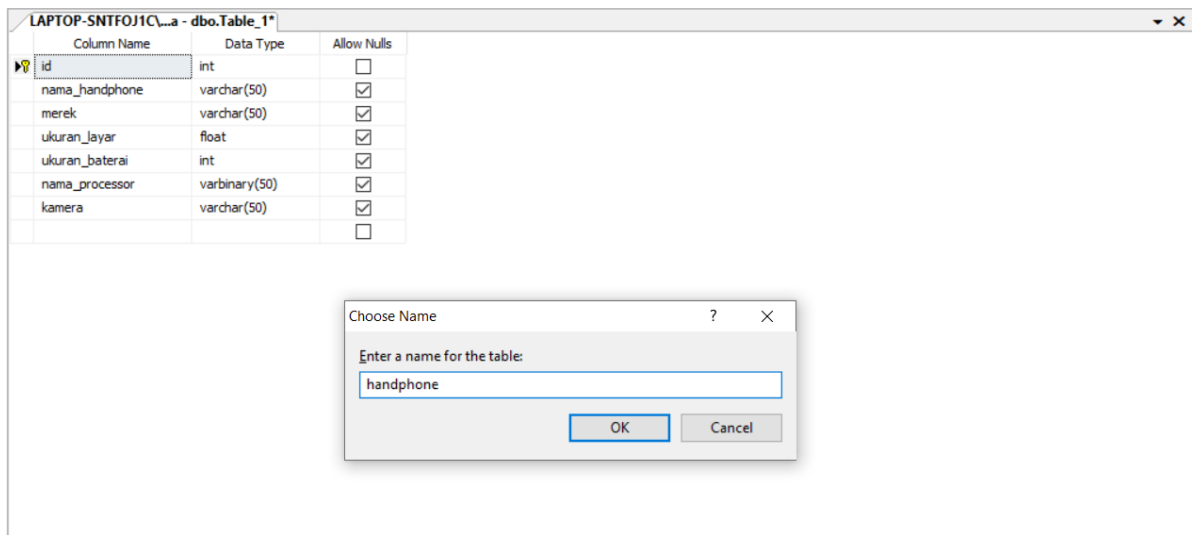 LAPTOP-SNTFOJ1C\...a - dbo.Table_1*
Column Name Data Type Allow Nulls
id int
nama_handphone varchar(50)
merek varchar(50)
ukuran_layar float
ukuran_baterai int
nama_processor varbinary(50)
kamera varchar(50)
Choose Name ?
Enter a name for the table:
handphone
OK Cancel